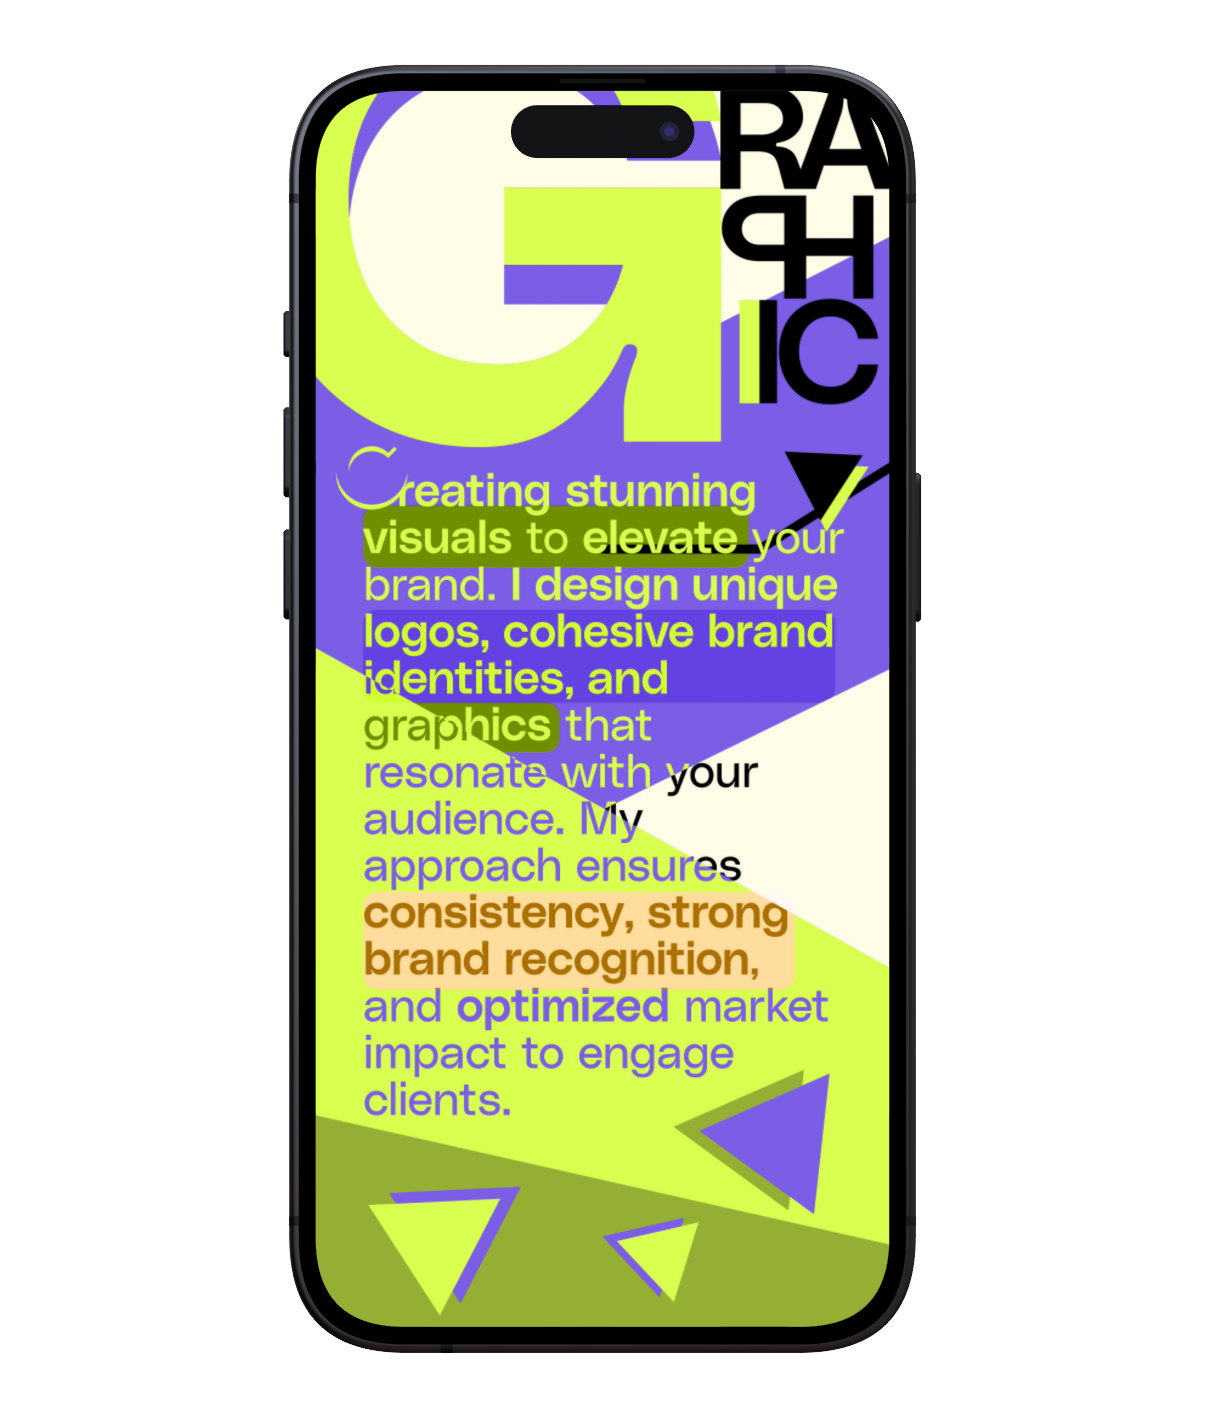 GRA
PH
IC
Creating stunning
visuals to elevate your
brand. I design unique
logos, cohesive brand
identities, and
graphics that
resonate with your
audience. My
approach ensures
consistency, strong
brand recognition,
and optimized market
impact to engage
clients.